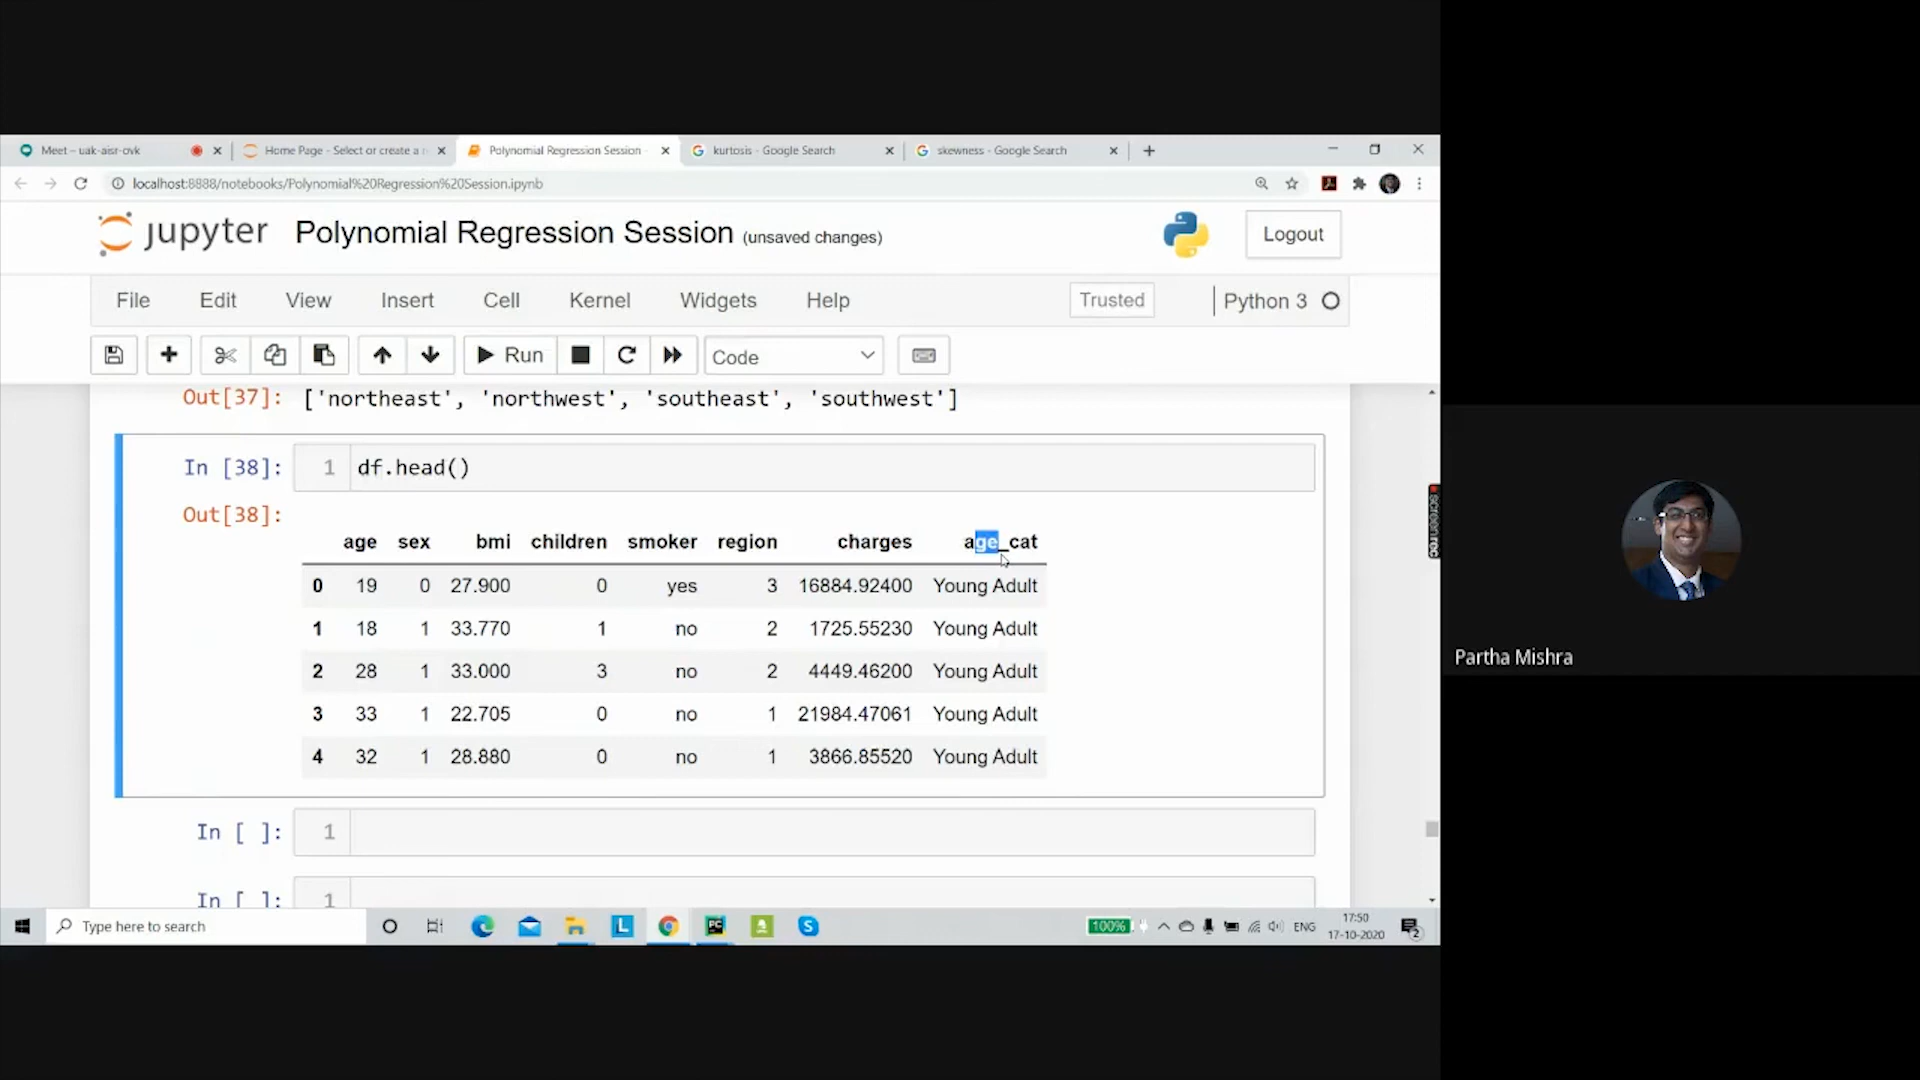 Meet – uak-aisr-ovk
Home Page - Select or create a n
Polynomial Regression Session -
kurtosis - Google Search
skewness - Google Search
localhost:8888/notebooks/Polynomial%20Regression%20Session.ipynb
jupyter Polynomial Regression Session (unsaved changes)
Logout
File Edit View Insert Cell Kernel Widgets Help
Trusted
Python 3
Run
Code
Out[37]: ['northeast', 'northwest', 'southeast', 'southwest']
In [38]: 1 df.head()
Out[38]:
age sex bmi children smoker region charges age_cat
0 19 0 27.900 0 yes 3 16884.92400 Young Adult
1 18 1 33.770 1 no 2 1725.55230 Young Adult
2 28 1 33.000 3 no 2 4449.46200 Young Adult
3 33 1 22.705 0 no 1 21984.47061 Young Adult
4 32 1 28.880 0 no 1 3866.85520 Young Adult
In [ ]: 1
In [ ]: 1
screenrec
Partha Mishra
Type here to search
L
PC
S
100%
ENG
17:50
17-10-2020
2